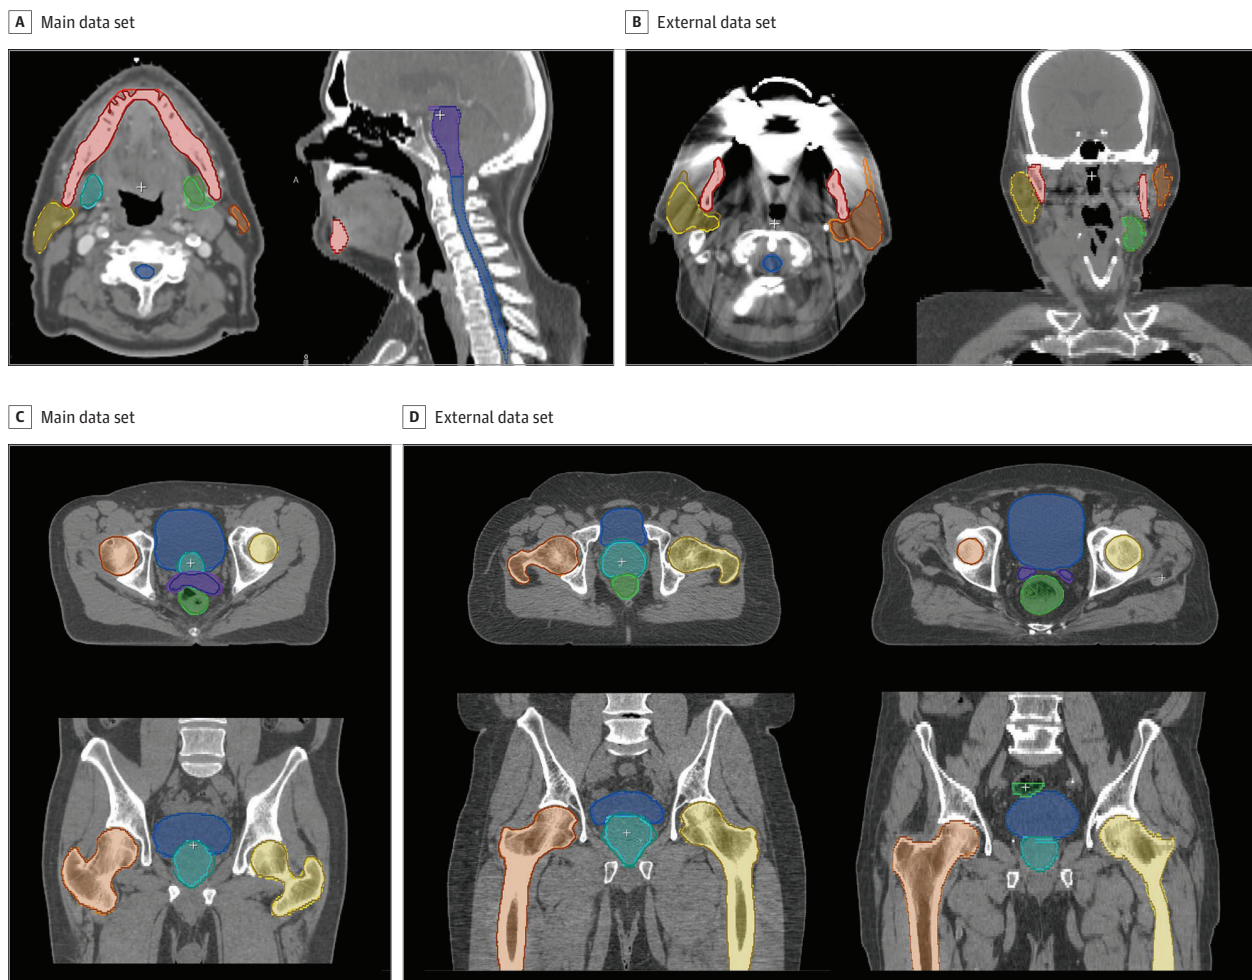 A Main data set
B External data set
A
C Main data set
D External data set